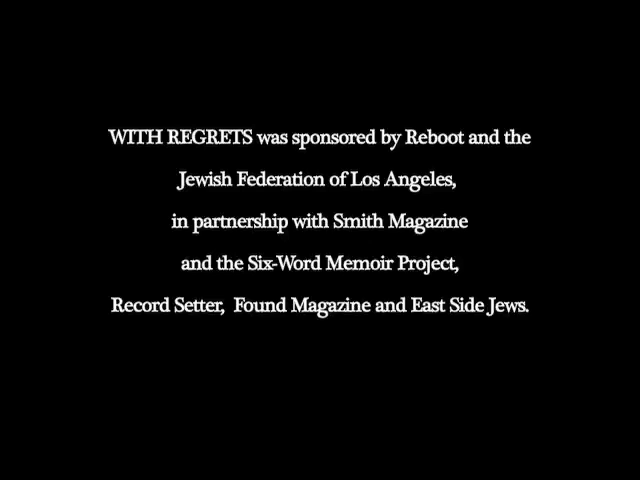 WITH REGRETS was sponsored by Reboot and the
Jewish Federation of Los Angeles,
in partnership with Smith Magazine
and the Six-Word Memoir Project,
Record Setter,  Found Magazine and East Side Jews.